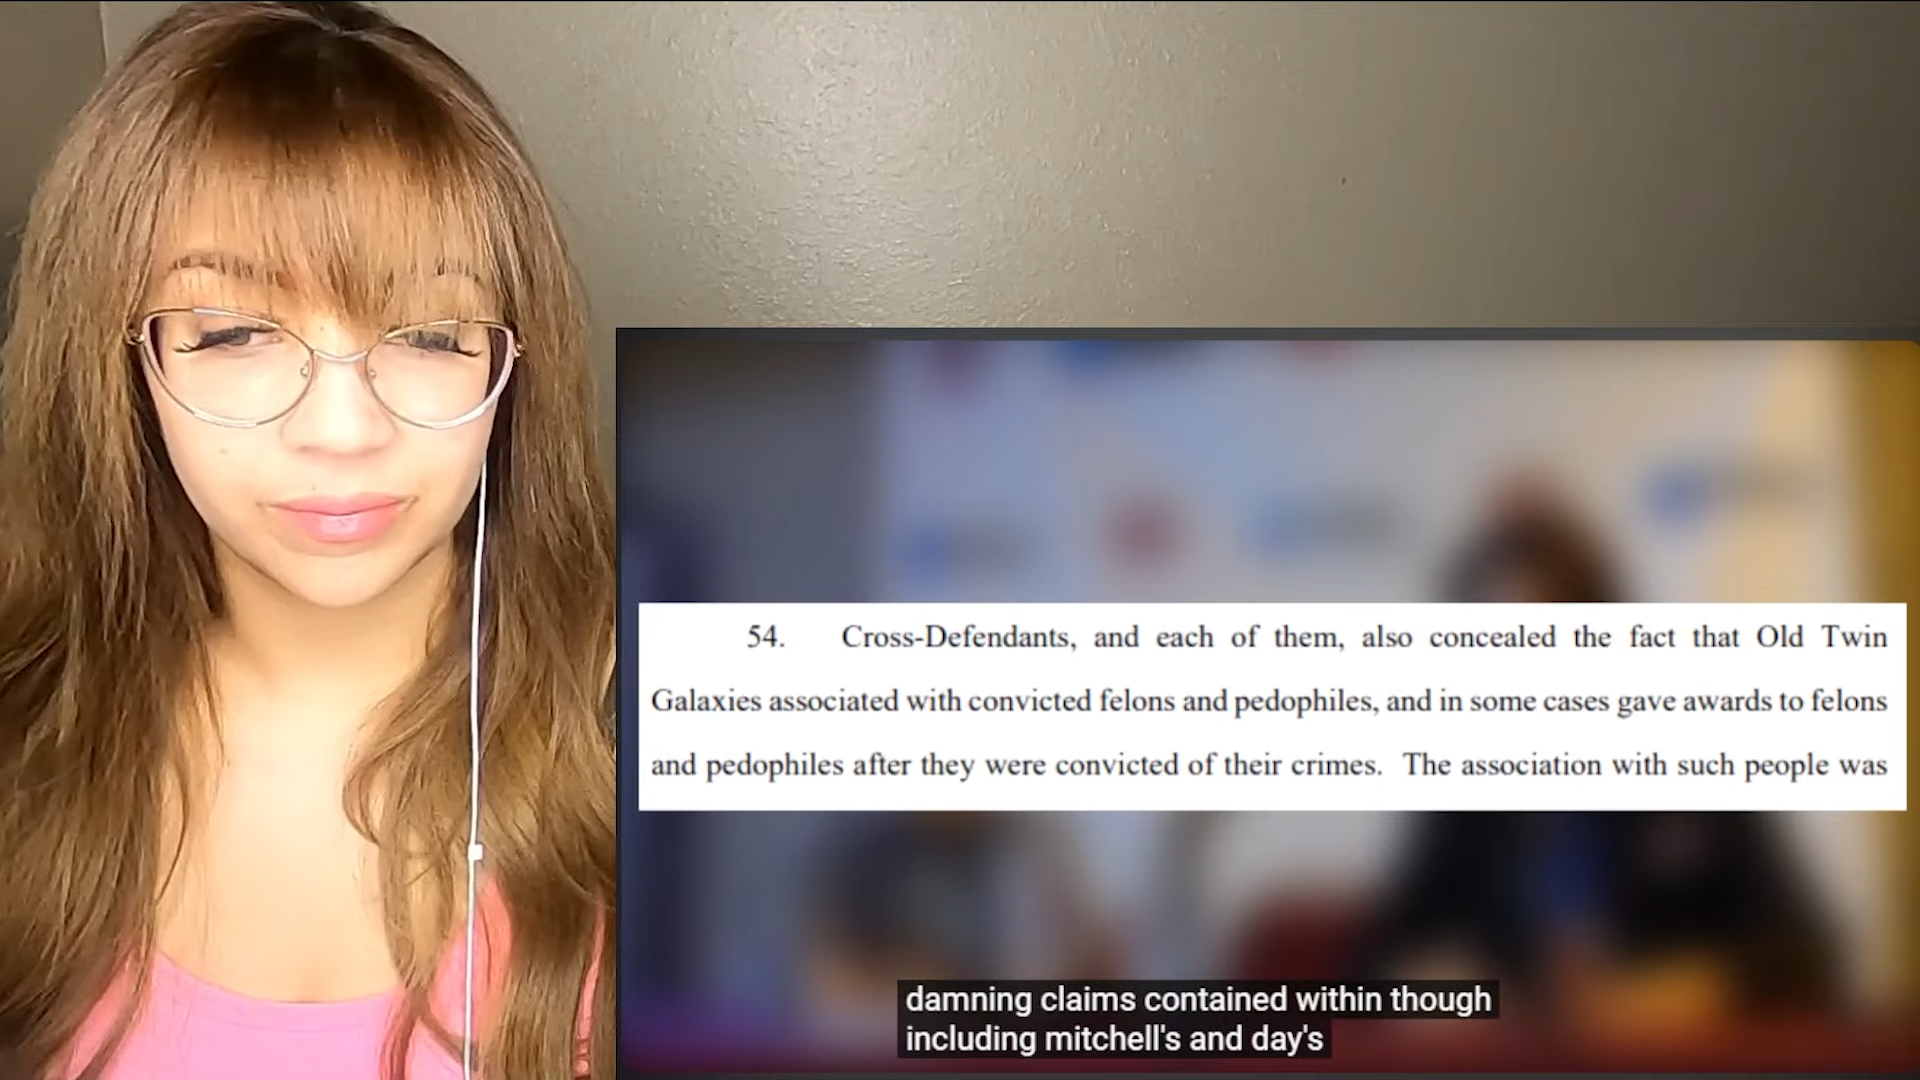 54. Cross-Defendants, and each of them, also concealed the fact that Old Twin
Galaxies associated with convicted felons and pedophiles, and in some cases gave awards to felons
and pedophiles after they were convicted of their crimes. The association with such people was
damning claims contained within though
including mitchell's and day's